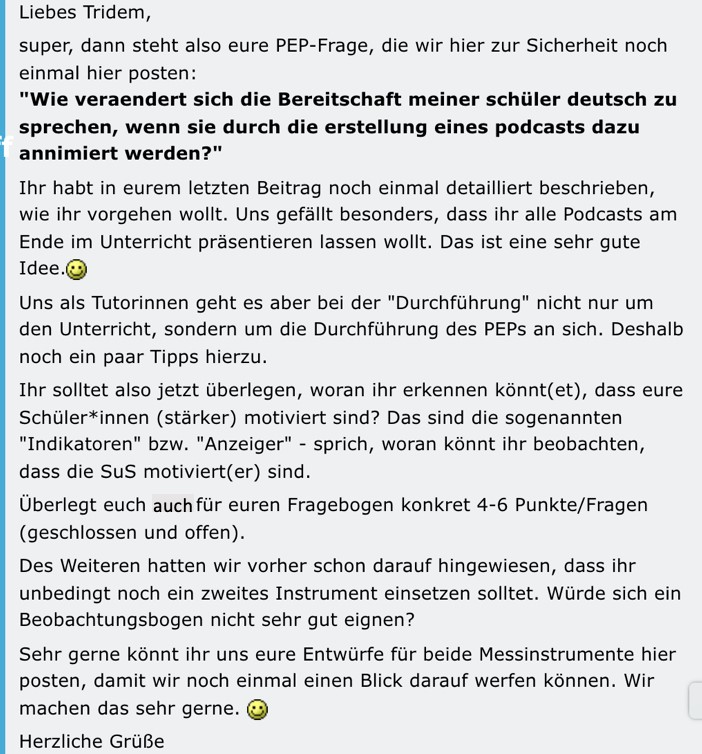 Liebes Tridem,
super, dann steht also eure PEP-Frage, die wir hier zur Sicherheit noch
einmal hier posten:
"Wie veraendert sich die Bereitschaft meiner schüler deutsch zu
sprechen, wenn sie durch die erstellung eines podcasts dazu
annimiert werden?"
Ihr habt in eurem letzten Beitrag noch einmal detailliert beschrieben,
wie ihr vorgehen wollt. Uns gefällt besonders, dass ihr alle Podcasts am
Ende im Unterricht präsentieren lassen wollt. Das ist eine sehr gute
Idee.
Uns als Tutorinnen geht es aber bei der "Durchführung" nicht nur um
den Unterricht, sondern um die Durchführung des PEPs an sich. Deshalb
noch ein paar Tipps hierzu.
Ihr solltet also jetzt überlegen, woran ihr erkennen könnt(et), dass eure
Schüler*innen (stärker) motiviert sind? Das sind die sogenannten
"Indikatoren" bzw. "Anzeiger" - sprich, woran könnt ihr beobachten,
dass die SuS motiviert(er) sind.
Überlegt euch auch für euren Fragebogen konkret 4-6 Punkte/Fragen
(geschlossen und offen).
Des Weiteren hatten wir vorher schon darauf hingewiesen, dass ihr
unbedingt noch ein zweites Instrument einsetzen solltet. Würde sich ein
Beobachtungsbogen nicht sehr gut eignen?
Sehr gerne könnt ihr uns eure Entwürfe für beide Messinstrumente hier
posten, damit wir noch einmal einen Blick darauf werfen können. Wir
machen das sehr gerne.
Herzliche Grüße